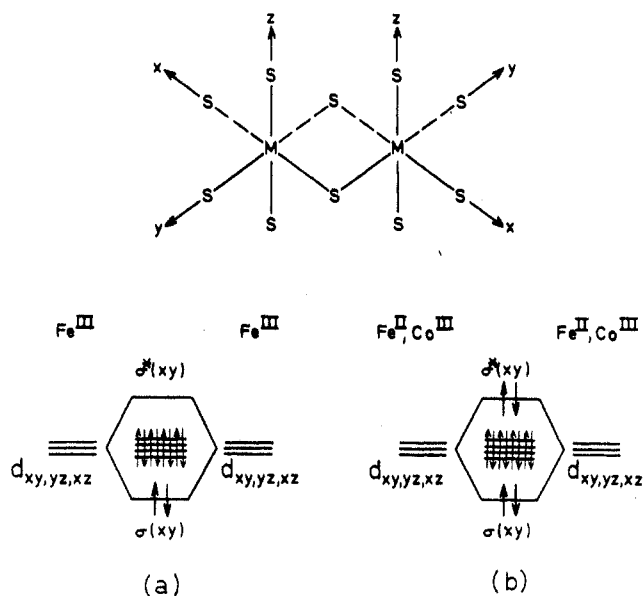 z z
x S S y
S S S
M M
S S S
y S S x
Fe^III Fe^III Fe^II, Co^III Fe^II, Co^III
σ*(xy) σ*(xy)
d_xy,yz,xz d_xy,yz,xz d_xy,yz,xz d_xy,yz,xz
σ(xy) σ(xy)
(a) (b)